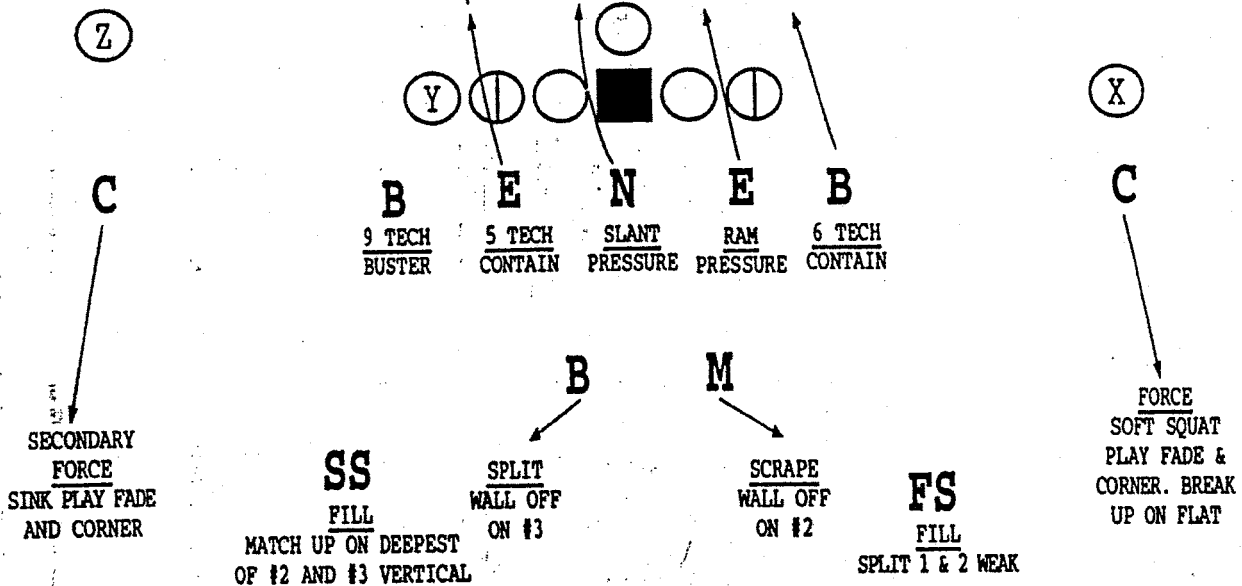 Z
Y
X
C
B
E
N
E
B
C
9 TECH
BUSTER
5 TECH
CONTAIN
SLANT
PRESSURE
RAM
PRESSURE
6 TECH
CONTAIN
B
M
SECONDARY
FORCE
SINK PLAY FADE
AND CORNER
SS
FILL
MATCH UP ON DEEPEST
OF #2 AND #3 VERTICAL
SPLIT
WALL OFF
ON #3
SCRAPE
WALL OFF
ON #2
FS
FILL
SPLIT 1 & 2 WEAK
FORCE
SOFT SQUAT
PLAY FADE &
CORNER. BREAK
UP ON FLAT